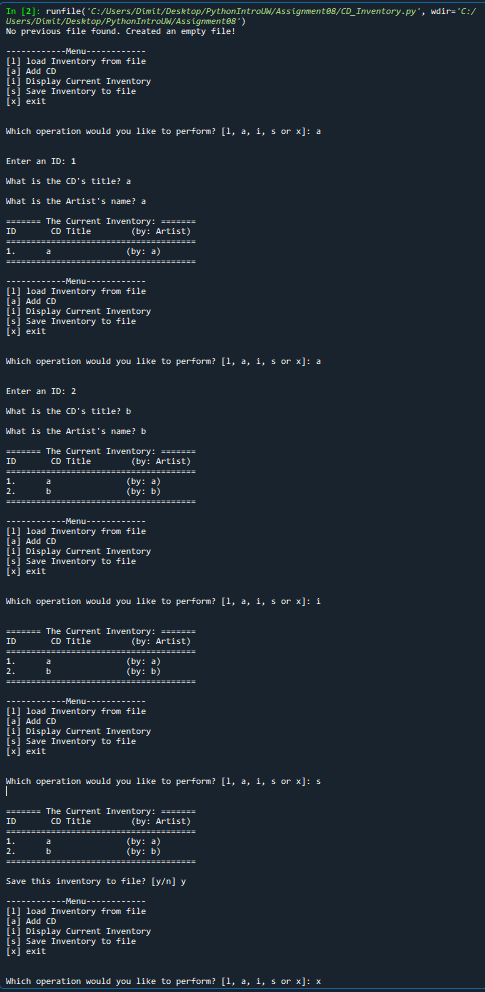 In [2]: runfile('C:/Users/Dimit/Desktop/PythonIntroUW/Assignment08/CD_Inventory.py', wdir='C:/
Users/Dimit/Desktop/PythonIntroUW/Assignment08')
No previous file found. Created an empty file!
------------Menu------------
[l] load Inventory from file
[a] Add CD
[i] Display Current Inventory
[s] Save Inventory to file
[x] exit
Which operation would you like to perform? [l, a, i, s or x]: a
Enter an ID: 1
What is the CD's title? a
What is the Artist's name? a
======= The Current Inventory: =======
ID       CD Title        (by: Artist)
======================================
1.      a               (by: a)
======================================
------------Menu------------
[l] load Inventory from file
[a] Add CD
[i] Display Current Inventory
[s] Save Inventory to file
[x] exit
Which operation would you like to perform? [l, a, i, s or x]: a
Enter an ID: 2
What is the CD's title? b
What is the Artist's name? b
======= The Current Inventory: =======
ID       CD Title        (by: Artist)
======================================
1.      a               (by: a)
2.      b               (by: b)
======================================
------------Menu------------
[l] load Inventory from file
[a] Add CD
[i] Display Current Inventory
[s] Save Inventory to file
[x] exit
Which operation would you like to perform? [l, a, i, s or x]: i
======= The Current Inventory: =======
ID       CD Title        (by: Artist)
======================================
1.      a               (by: a)
2.      b               (by: b)
======================================
------------Menu------------
[l] load Inventory from file
[a] Add CD
[i] Display Current Inventory
[s] Save Inventory to file
[x] exit
Which operation would you like to perform? [l, a, i, s or x]: s
======= The Current Inventory: =======
ID       CD Title        (by: Artist)
======================================
1.      a               (by: a)
2.      b               (by: b)
======================================
Save this inventory to file? [y/n] y
------------Menu------------
[l] load Inventory from file
[a] Add CD
[i] Display Current Inventory
[s] Save Inventory to file
[x] exit
Which operation would you like to perform? [l, a, i, s or x]: x